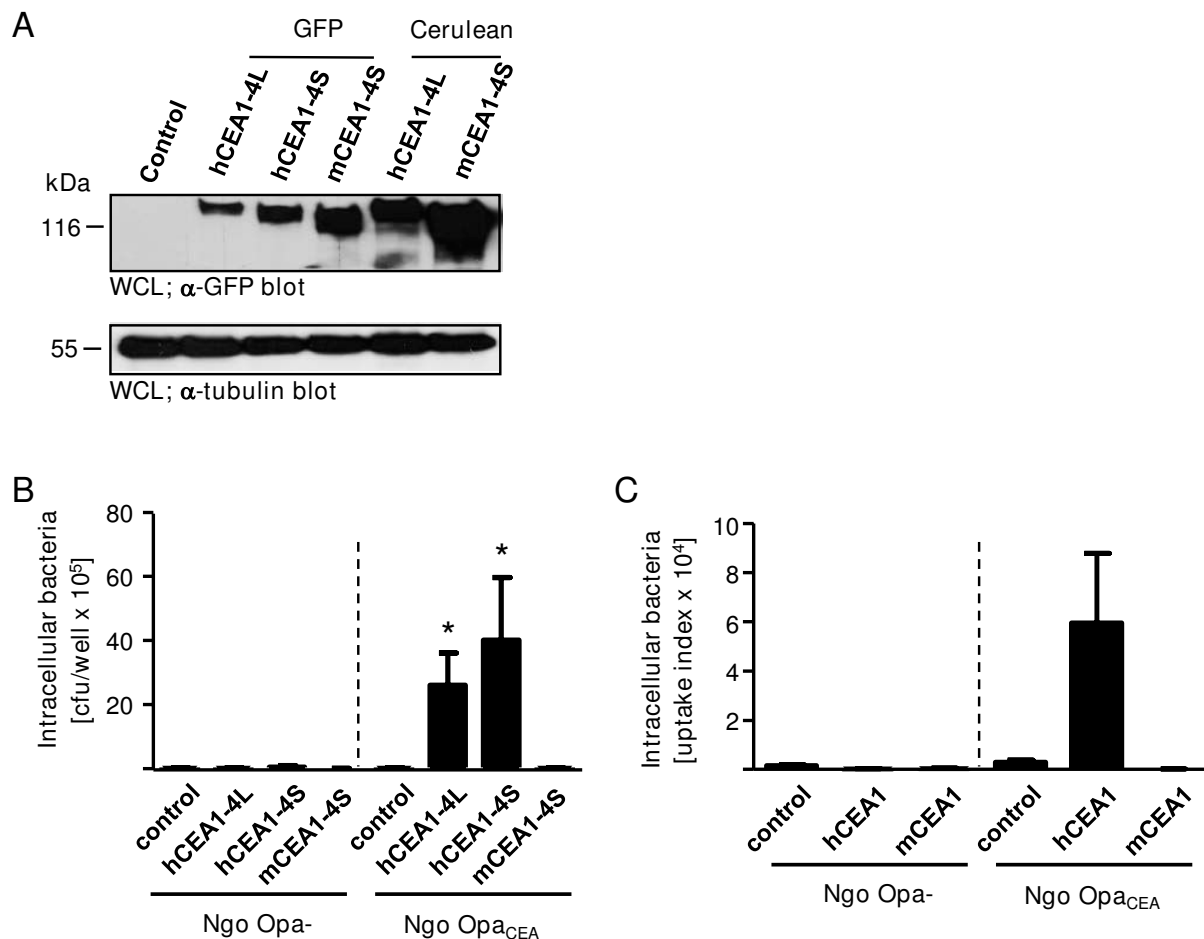 A
GFP
Cerulean
Control
hCEA1-4L
hCEA1-4S
mCEA1-4S
hCEA1-4L
mCEA1-4S
kDa
116
WCL; α-GFP blot
55
WCL; α-tubulin blot
B
Intracellular bacteria
[cfu/well x 10⁵]
80
60
40
20
*
*
control
hCEA1-4L
hCEA1-4S
mCEA1-4S
control
hCEA1-4L
hCEA1-4S
mCEA1-4S
Ngo Opa-
Ngo OpaCEA
C
Intracellular bacteria
[uptake index x 10⁴]
10
8
6
4
2
control
hCEA1
mCEA1
control
hCEA1
mCEA1
Ngo Opa-
Ngo OpaCEA